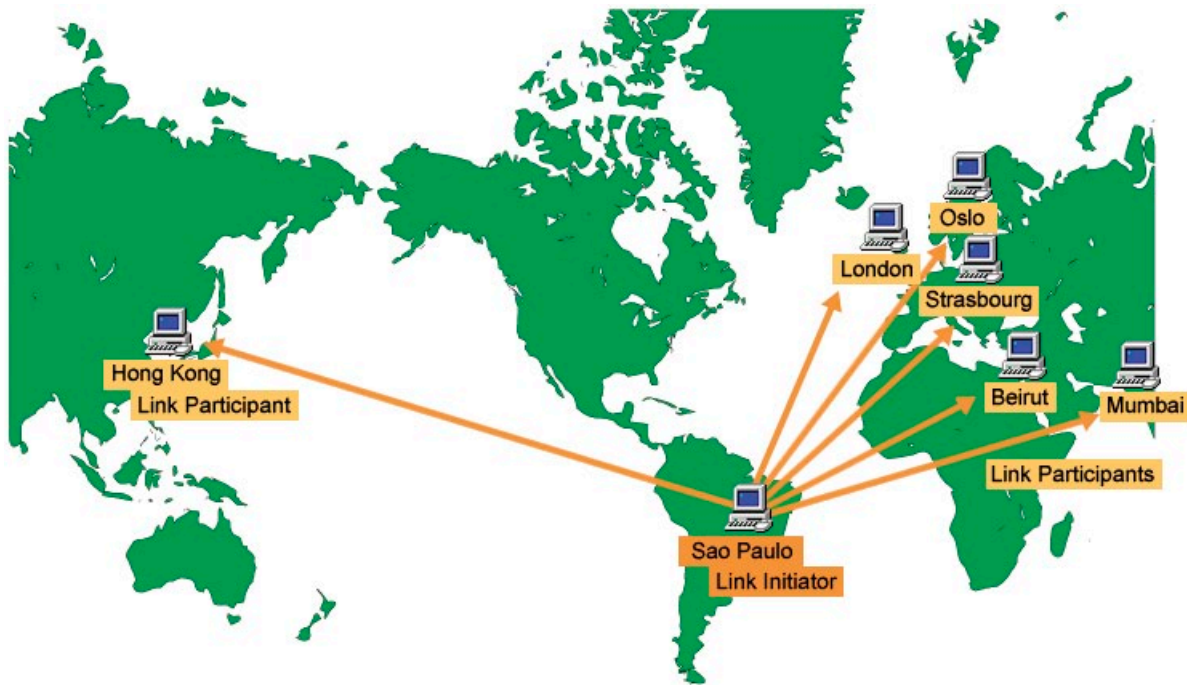 Oslo
London
Strasbourg
Hong Kong
Link Participant
Beirut
Mumbai
Link Participants
Sao Paulo
Link Initiator